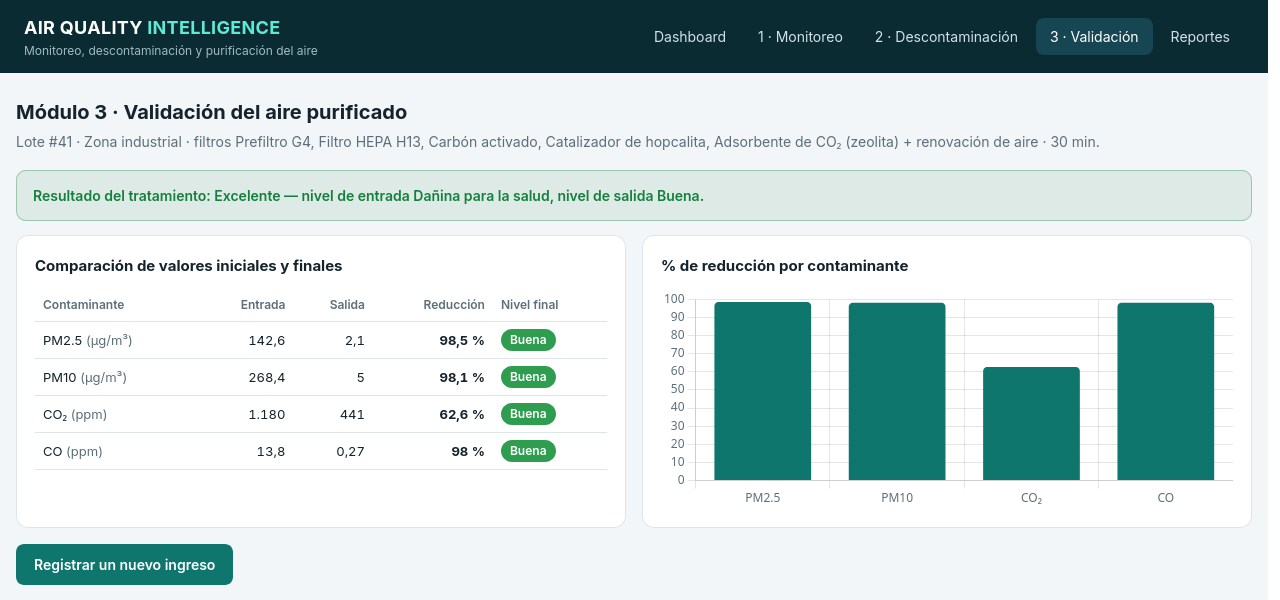 AIR QUALITY INTELLIGENCE
Monitoreo, descontaminación y purificación del aire
Dashboard 1 · Monitoreo 2 · Descontaminación 3 · Validación Reportes
Módulo 3 · Validación del aire purificado
Lote #41 · Zona industrial · filtros Prefiltro G4, Filtro HEPA H13, Carbón activado, Catalizador de hopcalita, Adsorbente de CO₂ (zeolita) + renovación de aire · 30 min.
Resultado del tratamiento: Excelente — nivel de entrada Dañina para la salud, nivel de salida Buena.
Comparación de valores iniciales y finales
Contaminante Entrada Salida Reducción Nivel final
PM2.5 (µg/m³) 142,6 2,1 98,5 % Buena
PM10 (µg/m³) 268,4 5 98,1 % Buena
CO₂ (ppm) 1.180 441 62,6 % Buena
CO (ppm) 13,8 0,27 98 % Buena
% de reducción por contaminante
100
90
80
70
60
50
40
30
20
10
0
PM2.5 PM10 CO₂ CO
Registrar un nuevo ingreso